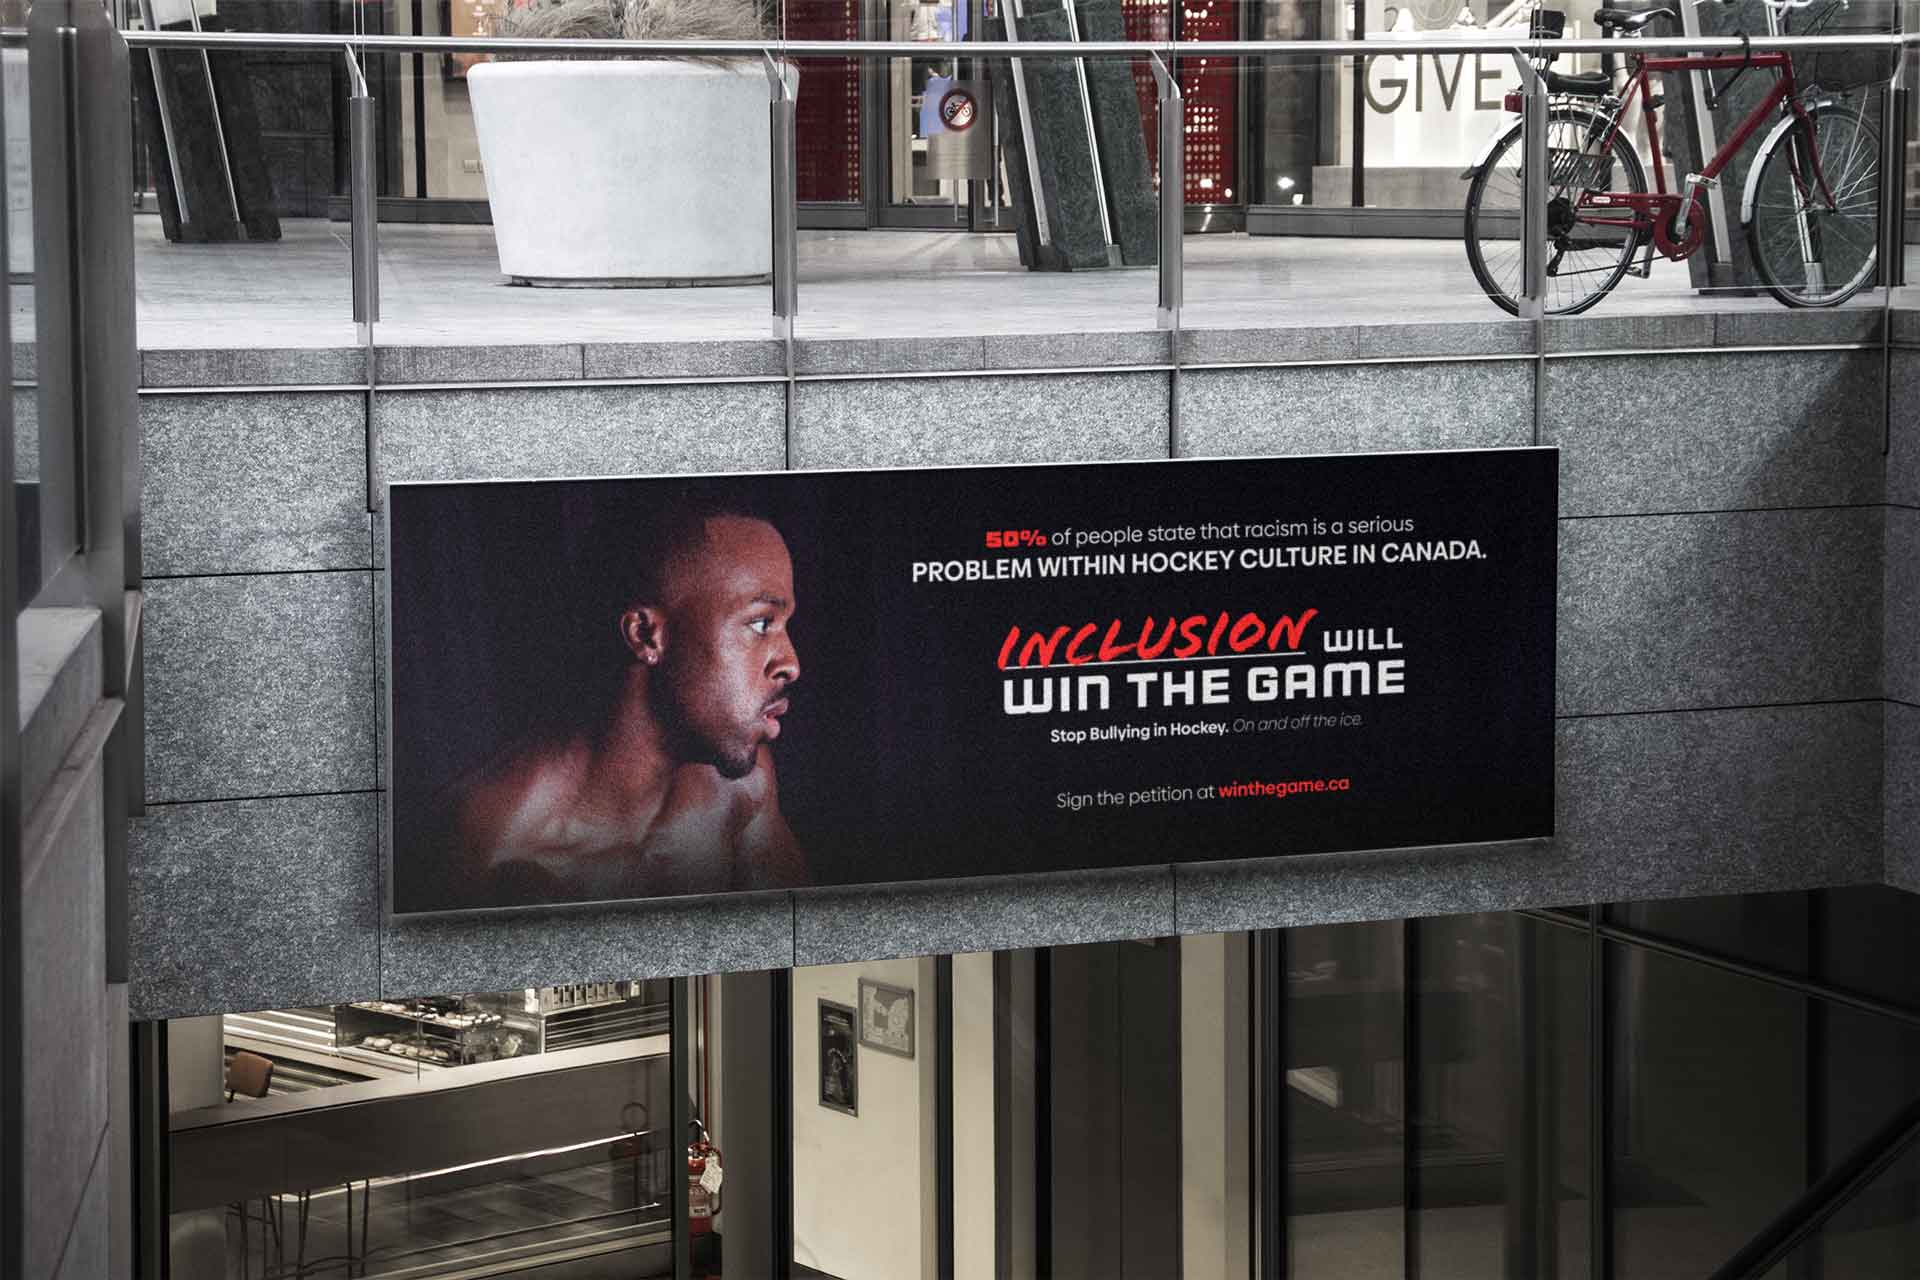 GIVE
50% of people state that racism is a serious
PROBLEM WITHIN HOCKEY CULTURE IN CANADA.
INCLUSION WILL
WIN THE GAME
Stop Bullying in Hockey. On and off the ice.
Sign the petition at winthegame.ca